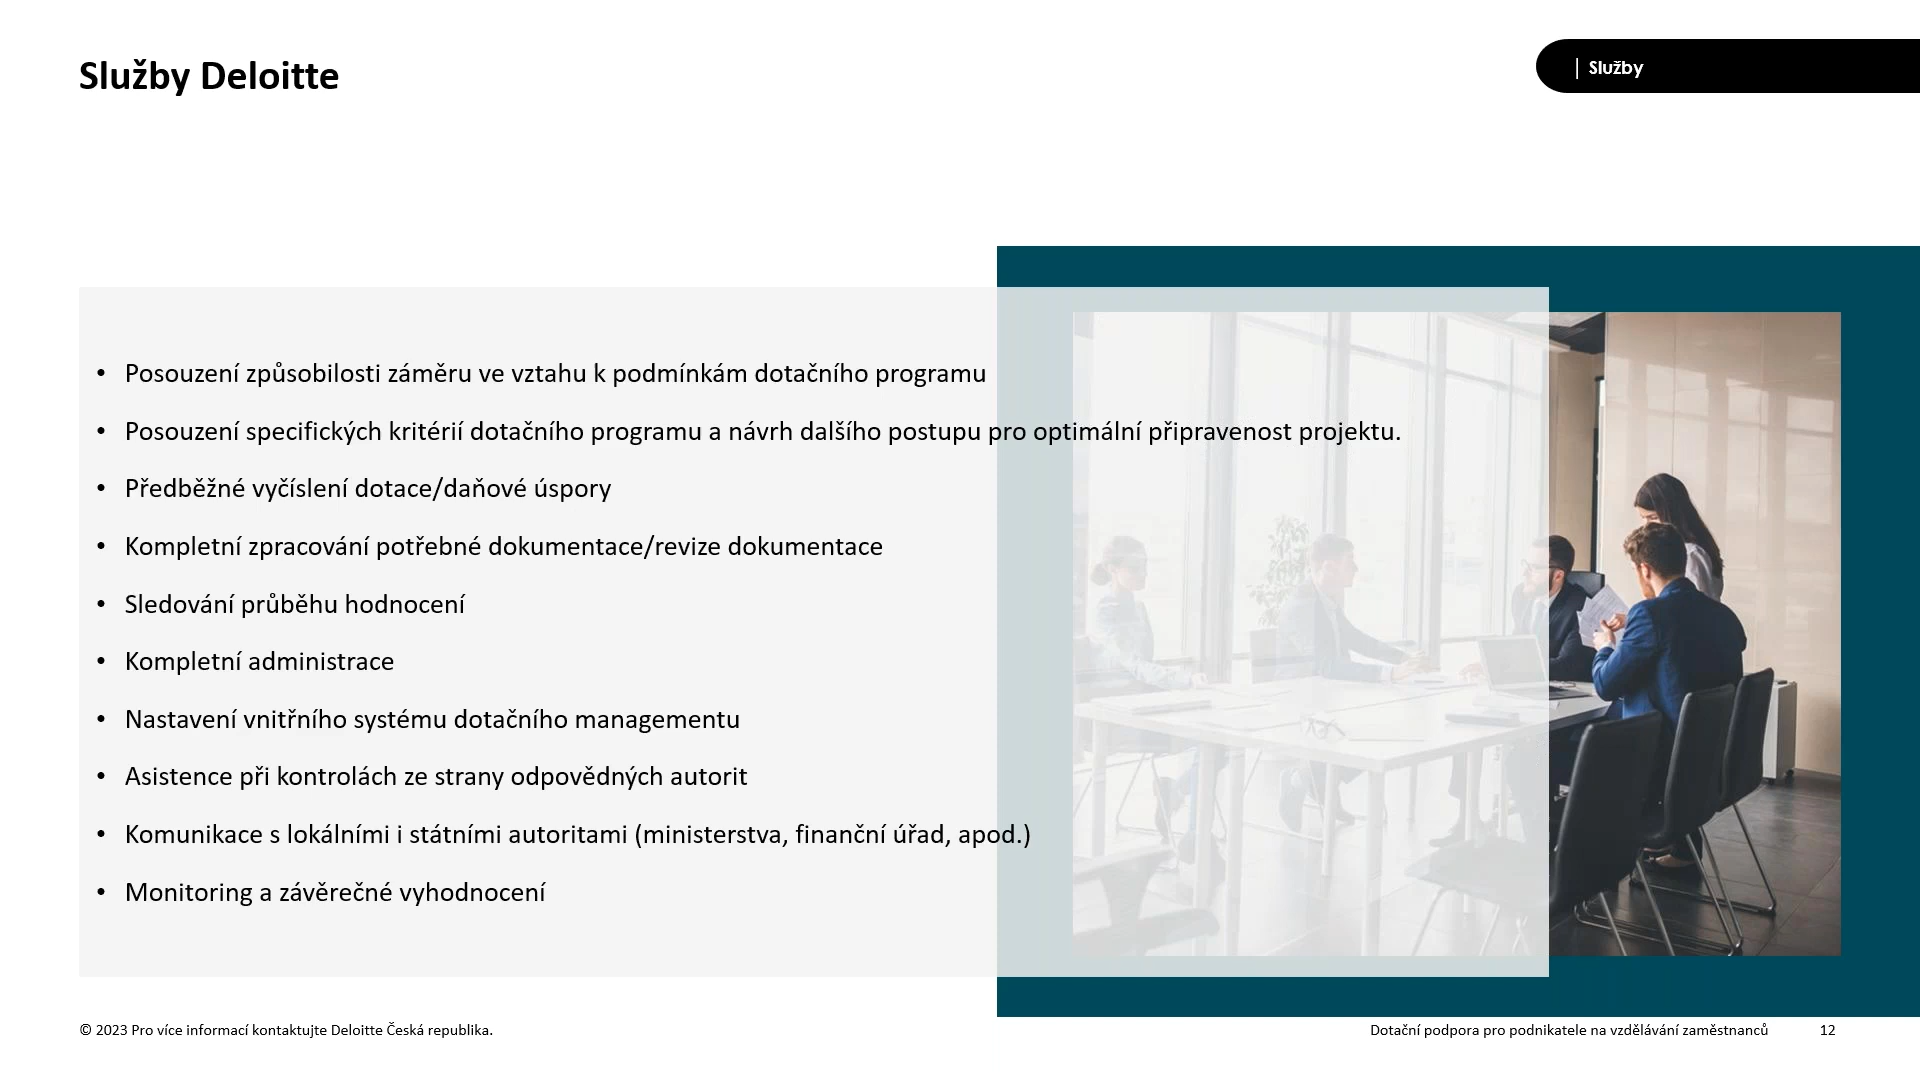 Služby Deloitte
| Služby
• Posouzení způsobilosti záměru ve vztahu k podmínkám dotačního programu
• Posouzení specifických kritérií dotačního programu a návrh dalšího postupu pro optimální připravenost projektu.
• Předběžné vyčíslení dotace/daňové úspory
• Kompletní zpracování potřebné dokumentace/revize dokumentace
• Sledování průběhu hodnocení
• Kompletní administrace
• Nastavení vnitřního systému dotačního managementu
• Asistence při kontrolách ze strany odpovědných autorit
• Komunikace s lokálními i státními autoritami (ministerstva, finanční úřad, apod.)
• Monitoring a závěrečné vyhodnocení
© 2023 Pro více informací kontaktujte Deloitte Česká republika.
Dotační podpora pro podnikatele na vzdělávání zaměstnanců 12